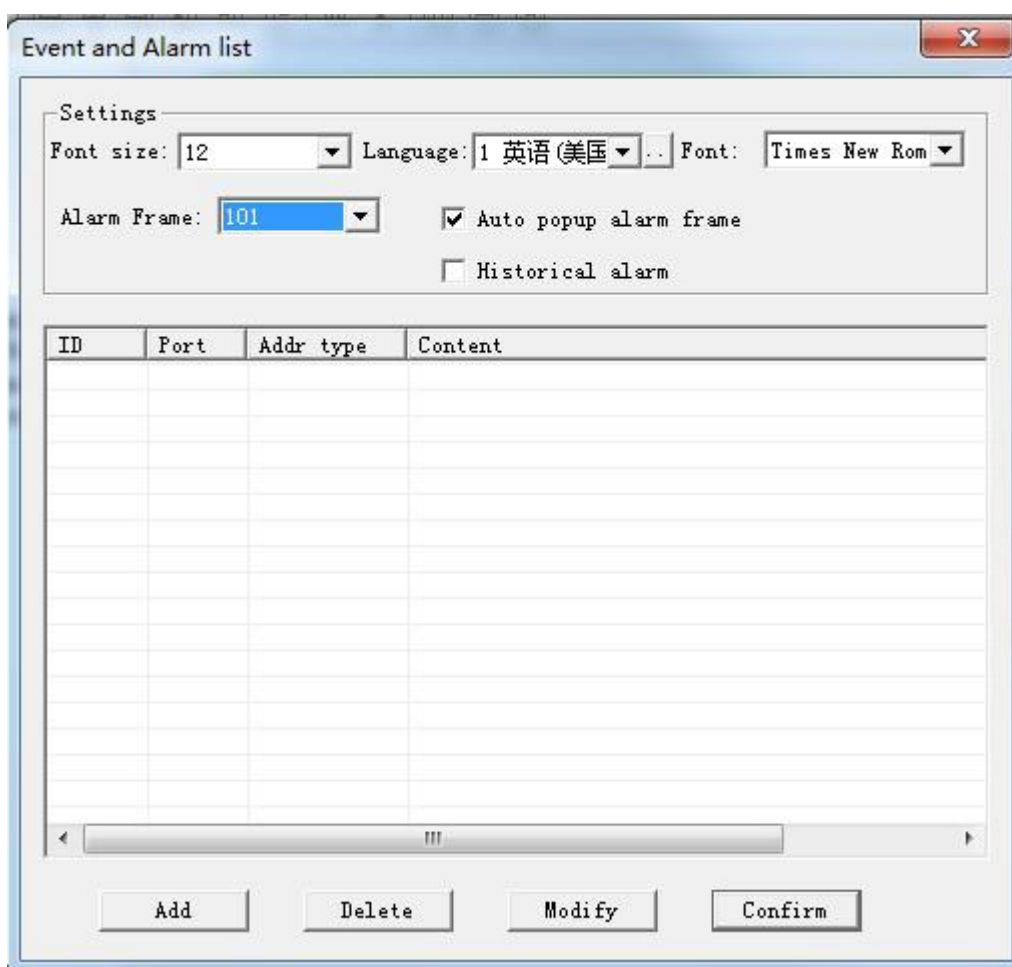 Event and Alarm list
Settings
Font size: 12 Language: 1 英语(美国 .. Font: Times New Rom
Alarm Frame: 101 Auto popup alarm frame
Historical alarm
ID Port Addr type Content
Add Delete Modify Confirm